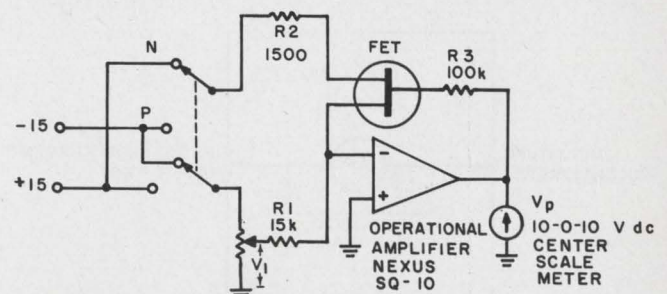 R2
1500
N
FET
R3
100k
P
-15
+15
R1
15k
V1
-
+
OPERATIONAL
AMPLIFIER
NEXUS
SQ-10
Vp
10-0-10 V dc
CENTER
SCALE
METER